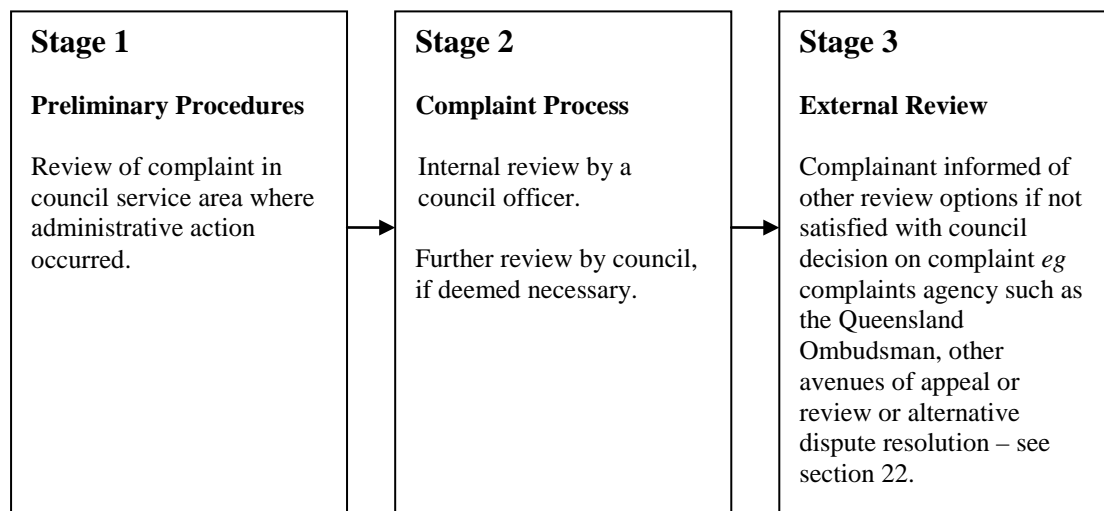 Stage 1
Preliminary Procedures
Review of complaint in
council service area where
administrative action
occurred.
Stage 2
Complaint Process
Internal review by a
council officer.
Further review by council,
if deemed necessary.
Stage 3
External Review
Complainant informed of
other review options if not
satisfied with council
decision on complaint eg
complaints agency such as
the Queensland
Ombudsman, other
avenues of appeal or
review or alternative
dispute resolution – see
section 22.